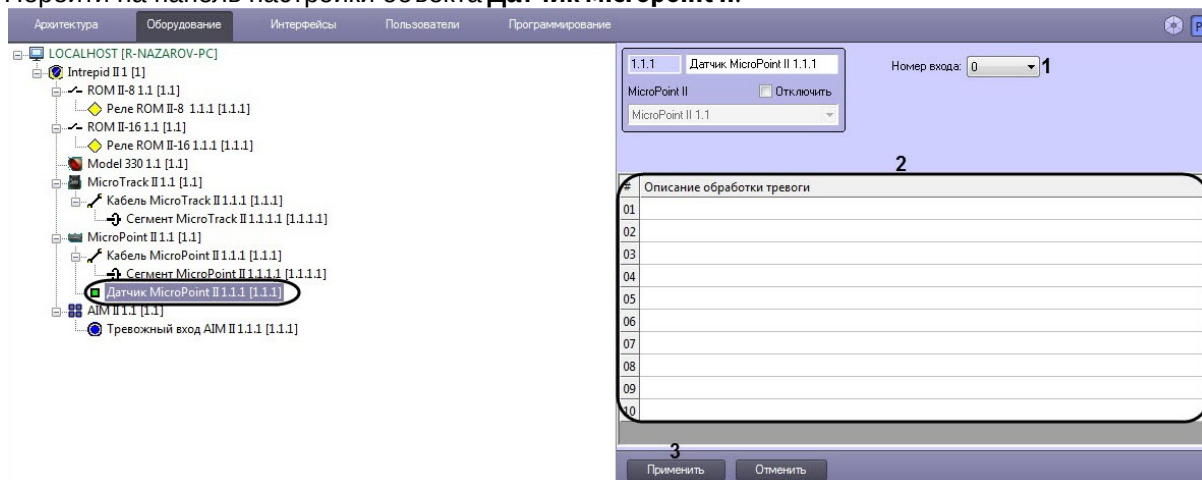 Перейти на панель настройки объекта Датчик Micropoint II.
Архитектура Оборудование Интерфейсы Пользователи Программирование
LOCALHOST [R-NAZAROV-PC]
Intrepid II 1 [1]
ROM II-8 1.1 [1.1]
Реле ROM II-8 1.1.1 [1.1.1]
ROM II-16 1.1 [1.1]
Реле ROM II-16 1.1.1 [1.1.1]
Model 330 1.1 [1.1]
MicroTrack II 1.1 [1.1]
Кабель MicroTrack II 1.1.1 [1.1.1]
Сегмент MicroTrack II 1.1.1.1 [1.1.1.1]
MicroPoint II 1.1 [1.1]
Кабель MicroPoint II 1.1.1 [1.1.1]
Сегмент MicroPoint II 1.1.1.1 [1.1.1.1]
Датчик MicroPoint II 1.1.1 [1.1.1]
AIM II 1.1 [1.1]
Тревожный вход AIM II 1.1.1 [1.1.1]
1.1.1 Датчик MicroPoint II 1.1.1
MicroPoint II Отключить
MicroPoint II 1.1
Номер входа: 0 1
2
# Описание обработки тревоги
01
02
03
04
05
06
07
08
09
10
3
Применить Отменить